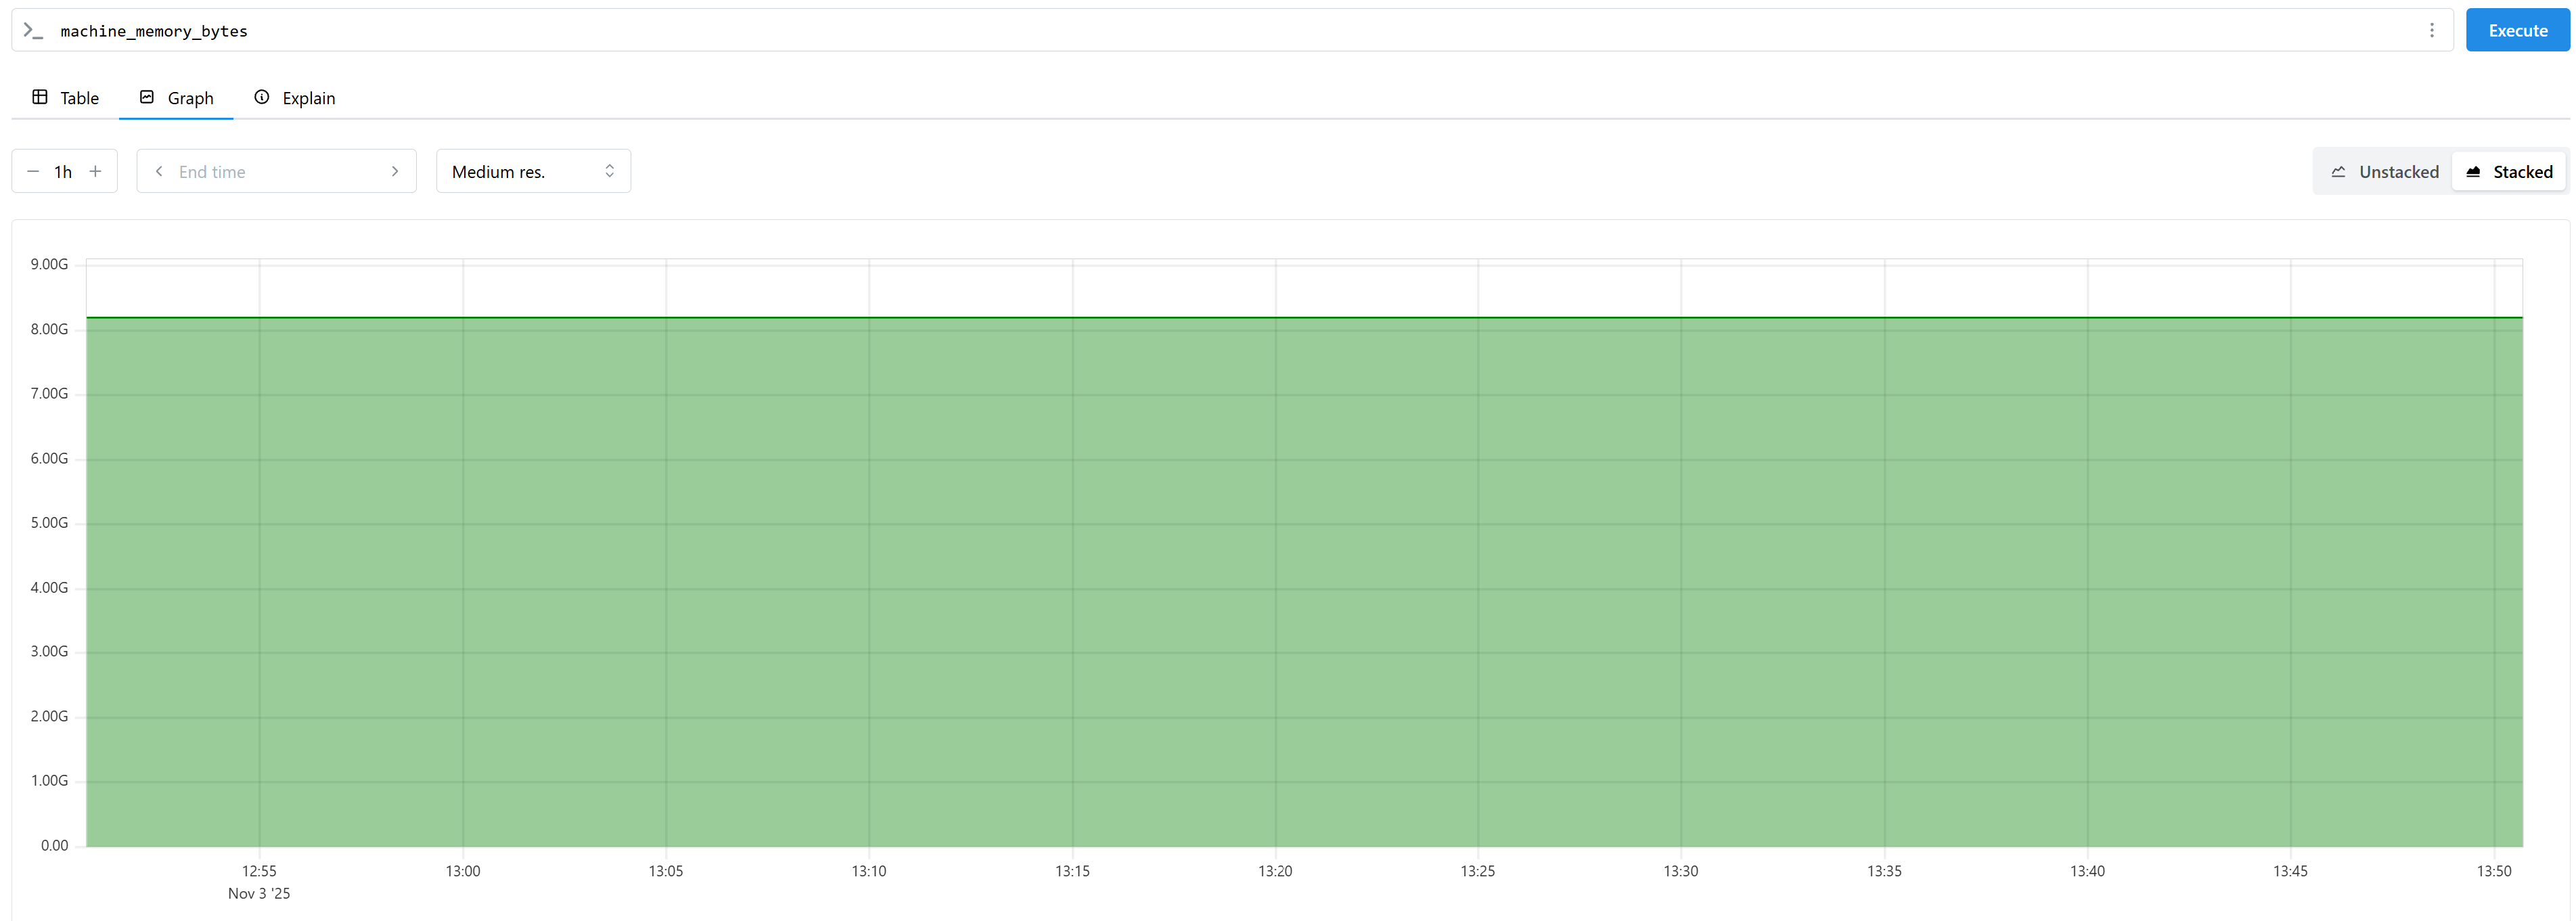 machine_memory_bytes
Execute
Table Graph Explain
1h End time Medium res. Unstacked Stacked
9.00G
8.00G
7.00G
6.00G
5.00G
4.00G
3.00G
2.00G
1.00G
0.00
12:55 13:00 13:05 13:10 13:15 13:20 13:25 13:30 13:35 13:40 13:45 13:50
Nov 3 '25